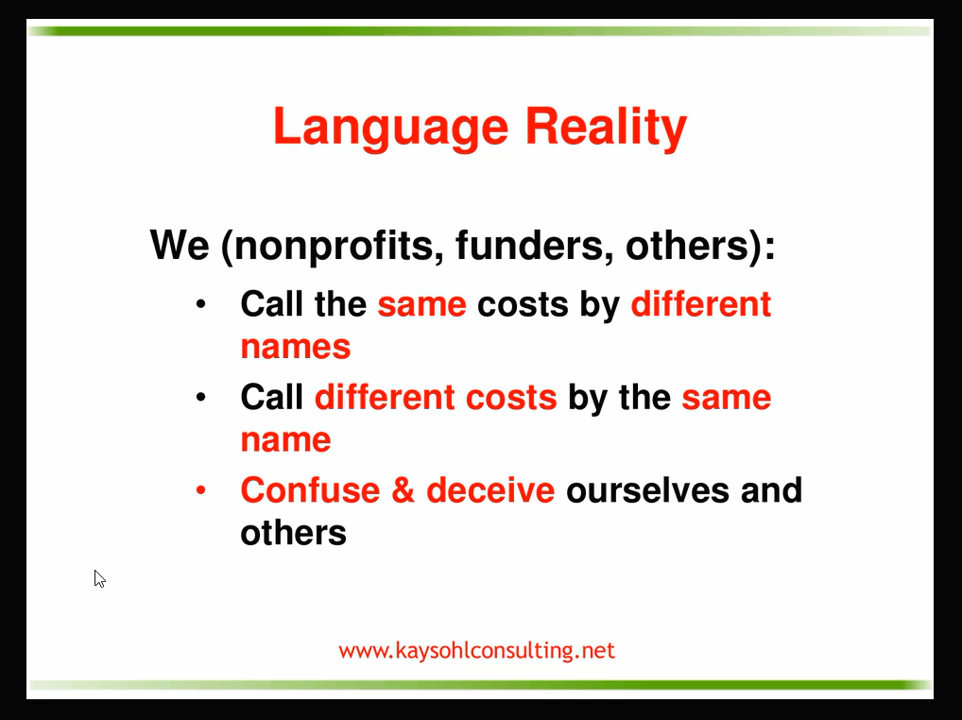 Language Reality
We (nonprofits, funders, others):
• Call the same costs by different
names
• Call different costs by the same
name
• Confuse & deceive ourselves and
others
www.kaysohlconsulting.net